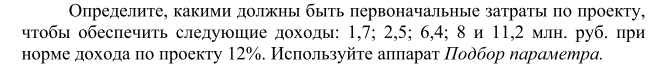 Определите, какими должны быть первоначальные затраты по проекту,
чтобы обеспечить следующие доходы: 1,7; 2,5; 6,4; 8 и 11,2 млн. руб. при
норме дохода по проекту 12%. Используйте аппарат Подбор параметра.